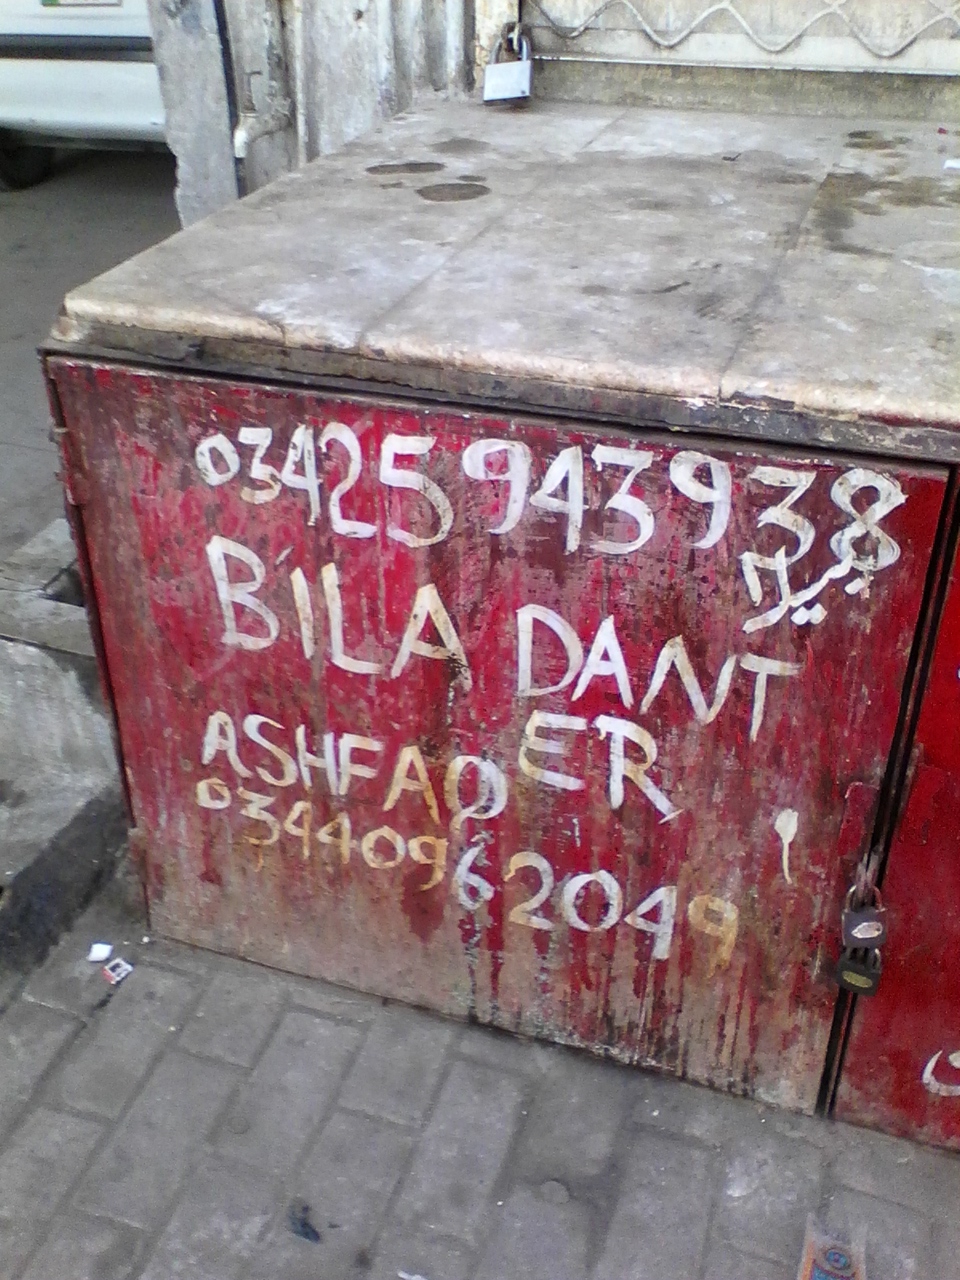 03425943938
BILA DANT
ER
ASHFAQ
03440962049